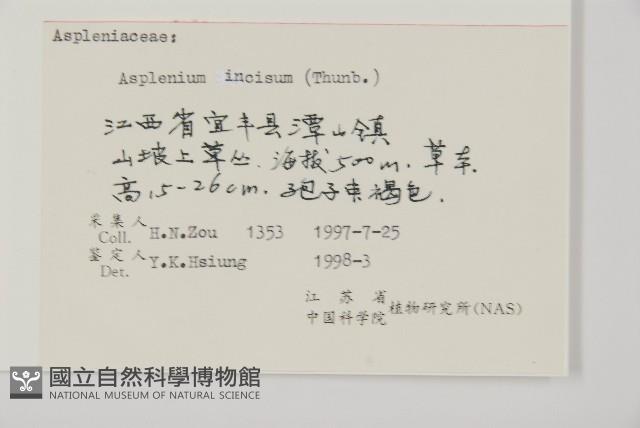 Aspleniaceae:
Asplenium incisum (Thunb.)
江西省宜丰县潭山镇
山坡上草丛. 海拔500m. 草本.
高15-26cm. 孢子束褐色.
采集人 Coll. H.N.Zou 1353 1997-7-25
鉴定人 Det. Y.K.Hsiung 1998-3
江苏省
中国科学院 植物研究所(NAS)
國立自然科學博物館
NATIONAL MUSEUM OF NATURAL SCIENCE